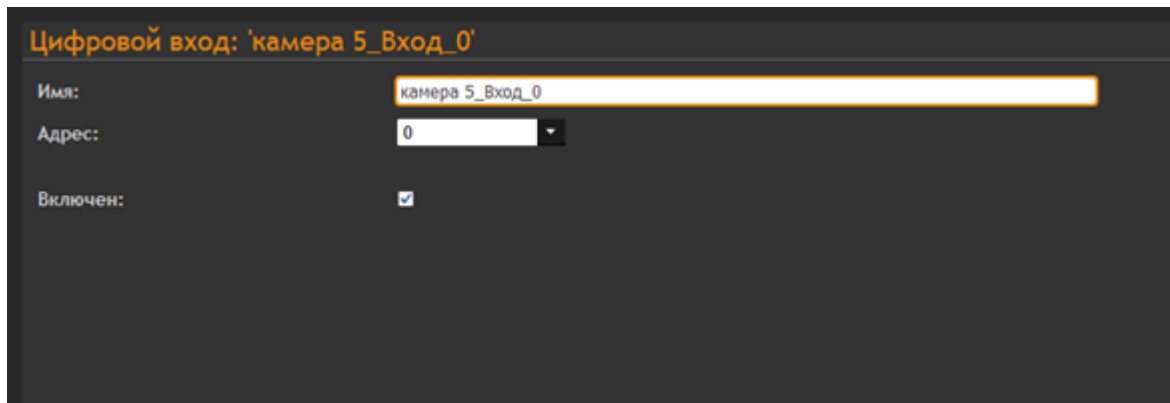 Цифровой вход: 'камера 5_Вход_0'
Имя: камера 5_Вход_0
Адрес: 0
Включен: